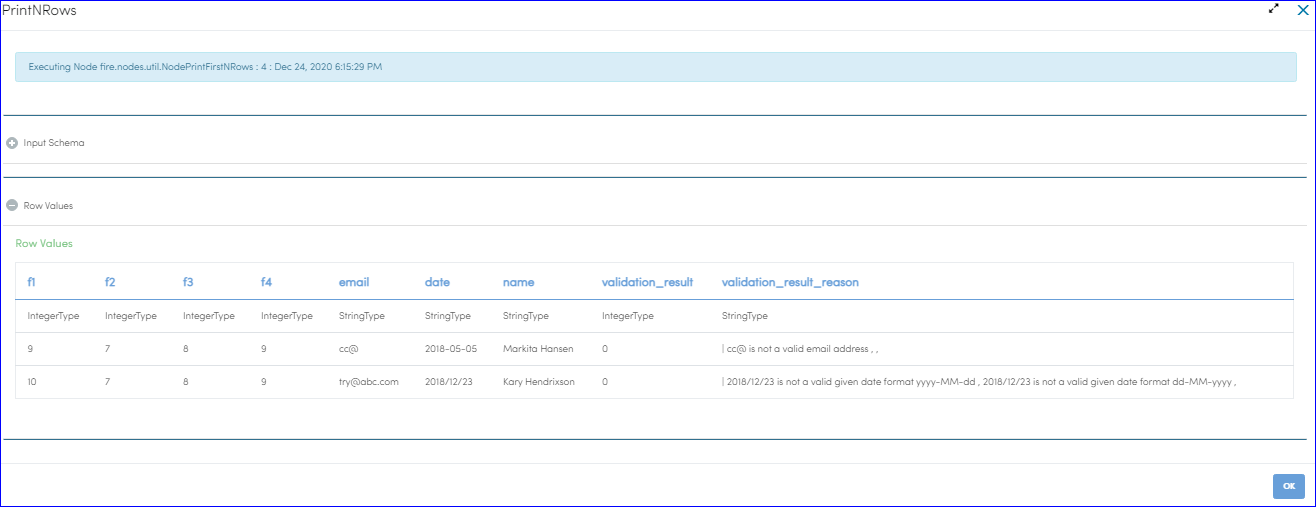 PrintNRows
Executing Node fire.nodes.util.NodePrintFirstNRows : 4 : Dec 24, 2020 6:15:29 PM
Input Schema
Row Values
Row Values
f1 f2 f3 f4 email date name validation_result validation_result_reason
IntegerType IntegerType IntegerType IntegerType StringType StringType StringType IntegerType StringType
9 7 8 9 cc@ 2018-05-05 Markita Hansen 0 | cc@ is not a valid email address , ,
10 7 8 9 try@abc.com 2018/12/23 Kary Hendrixson 0 | 2018/12/23 is not a valid given date format yyyy-MM-dd , 2018/12/23 is not a valid given date format dd-MM-yyyy ,
OK